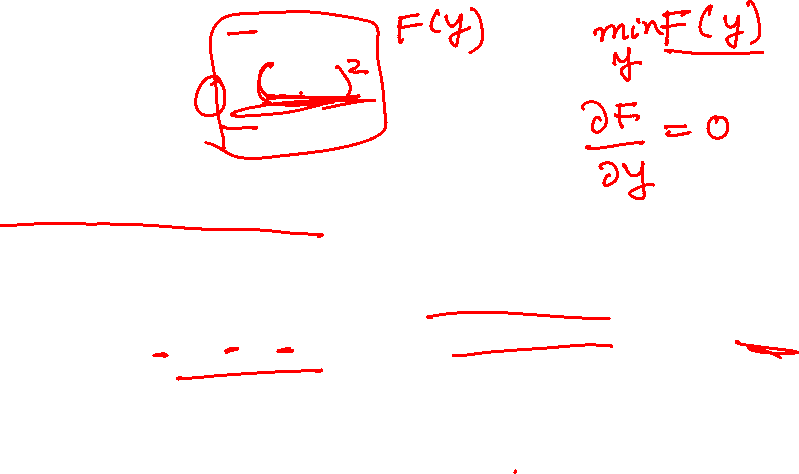 F(y)
( )²
min F(y)
y
∂F/∂y = 0